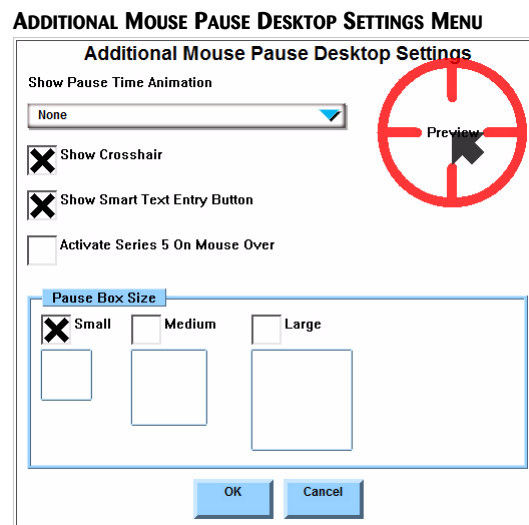 ADDITIONAL MOUSE PAUSE DESKTOP SETTINGS MENU
Additional Mouse Pause Desktop Settings
Show Pause Time Animation
None
Preview
Show Crosshair
Show Smart Text Entry Button
Activate Series 5 On Mouse Over
Pause Box Size
Small Medium Large
OK Cancel